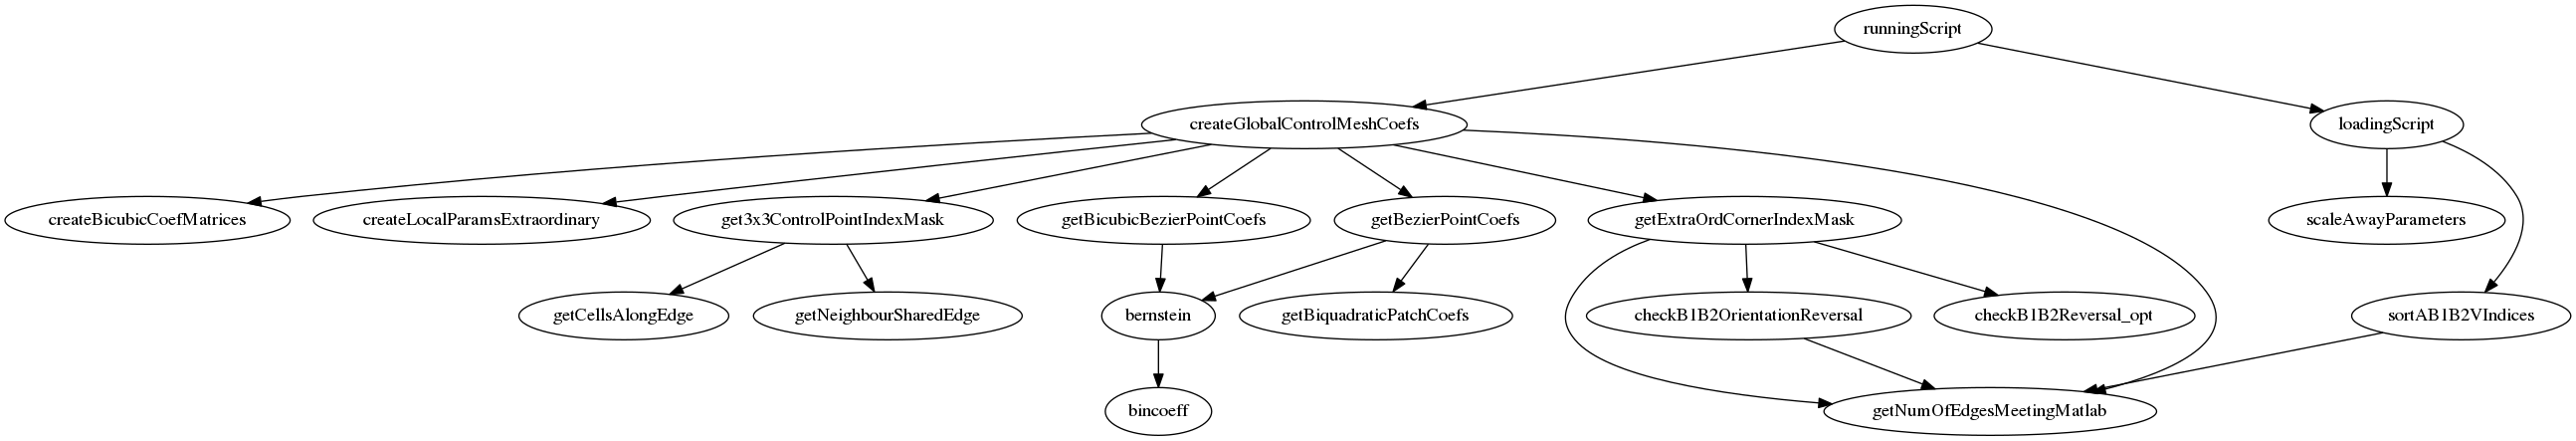 runningScript
createGlobalControlMeshCoefs
loadingScript
createBicubicCoefMatrices
createLocalParamsExtraordinary
get3x3ControlPointIndexMask
getBicubicBezierPointCoefs
getBezierPointCoefs
getExtraOrdCornerIndexMask
scaleAwayParameters
getCellsAlongEdge
getNeighbourSharedEdge
bernstein
getBiquadraticPatchCoefs
checkB1B2OrientationReversal
checkB1B2Reversal_opt
sortAB1B2VIndices
bincoeff
getNumOfEdgesMeetingMatlab